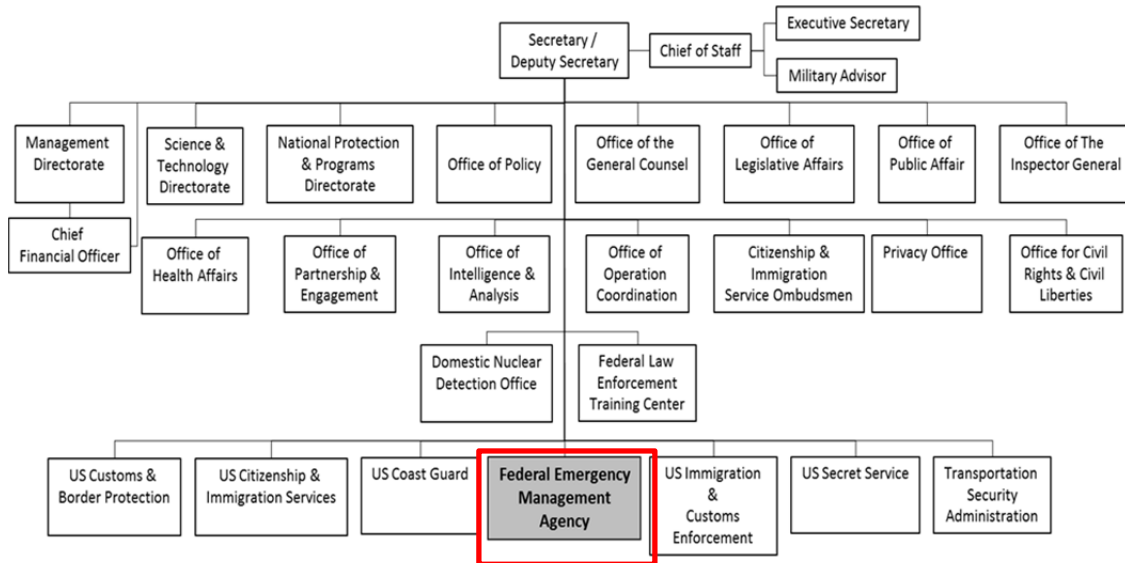 Executive Secretary
Secretary /
Deputy Secretary
Chief of Staff
Military Advisor
Management
Directorate
Science &
Technology
Directorate
National Protection
& Programs
Directorate
Office of Policy
Office of the
General Counsel
Office of
Legislative Affairs
Office of
Public Affair
Office of The
Inspector General
Chief
Financial Officer
Office of
Health Affairs
Office of
Partnership &
Engagement
Office of
Intelligence &
Analysis
Office of
Operation
Coordination
Citizenship &
Immigration
Service Ombudsmen
Privacy Office
Office for Civil
Rights & Civil
Liberties
Domestic Nuclear
Detection Office
Federal Law
Enforcement
Training Center
US Customs &
Border Protection
US Citizenship &
Immigration Services
US Coast Guard
Federal Emergency
Management
Agency
US Immigration
&
Customs
Enforcement
US Secret Service
Transportation
Security
Administration